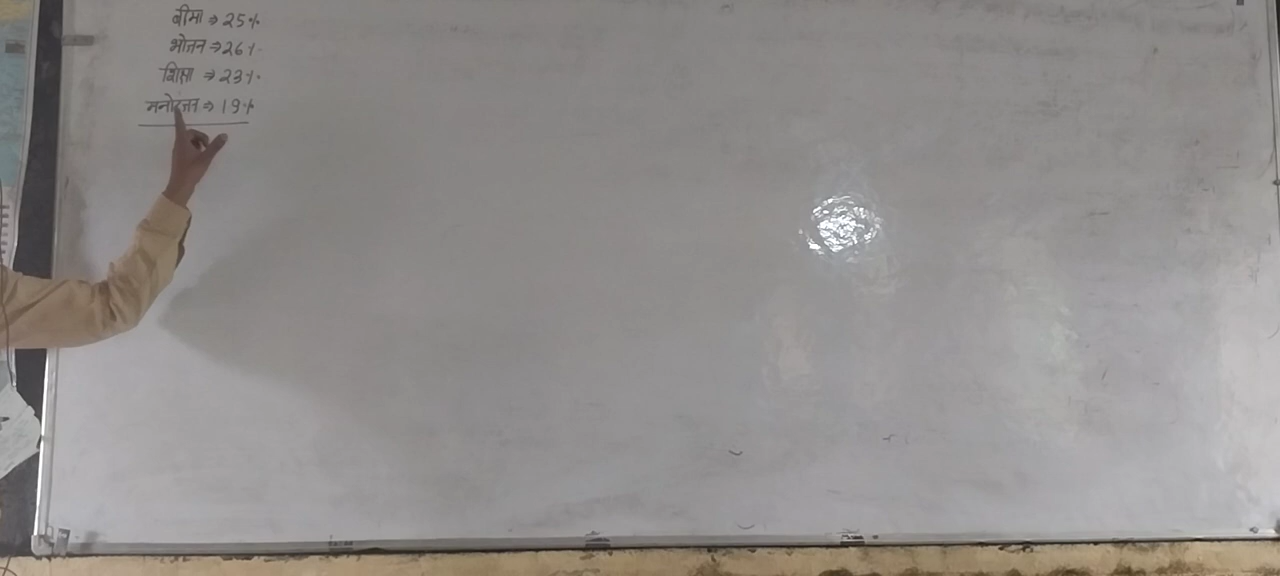 बीमा ⇒ 25%
भोजन ⇒ 26%
शिक्षा ⇒ 23%
मनोरंजन ⇒ 19%